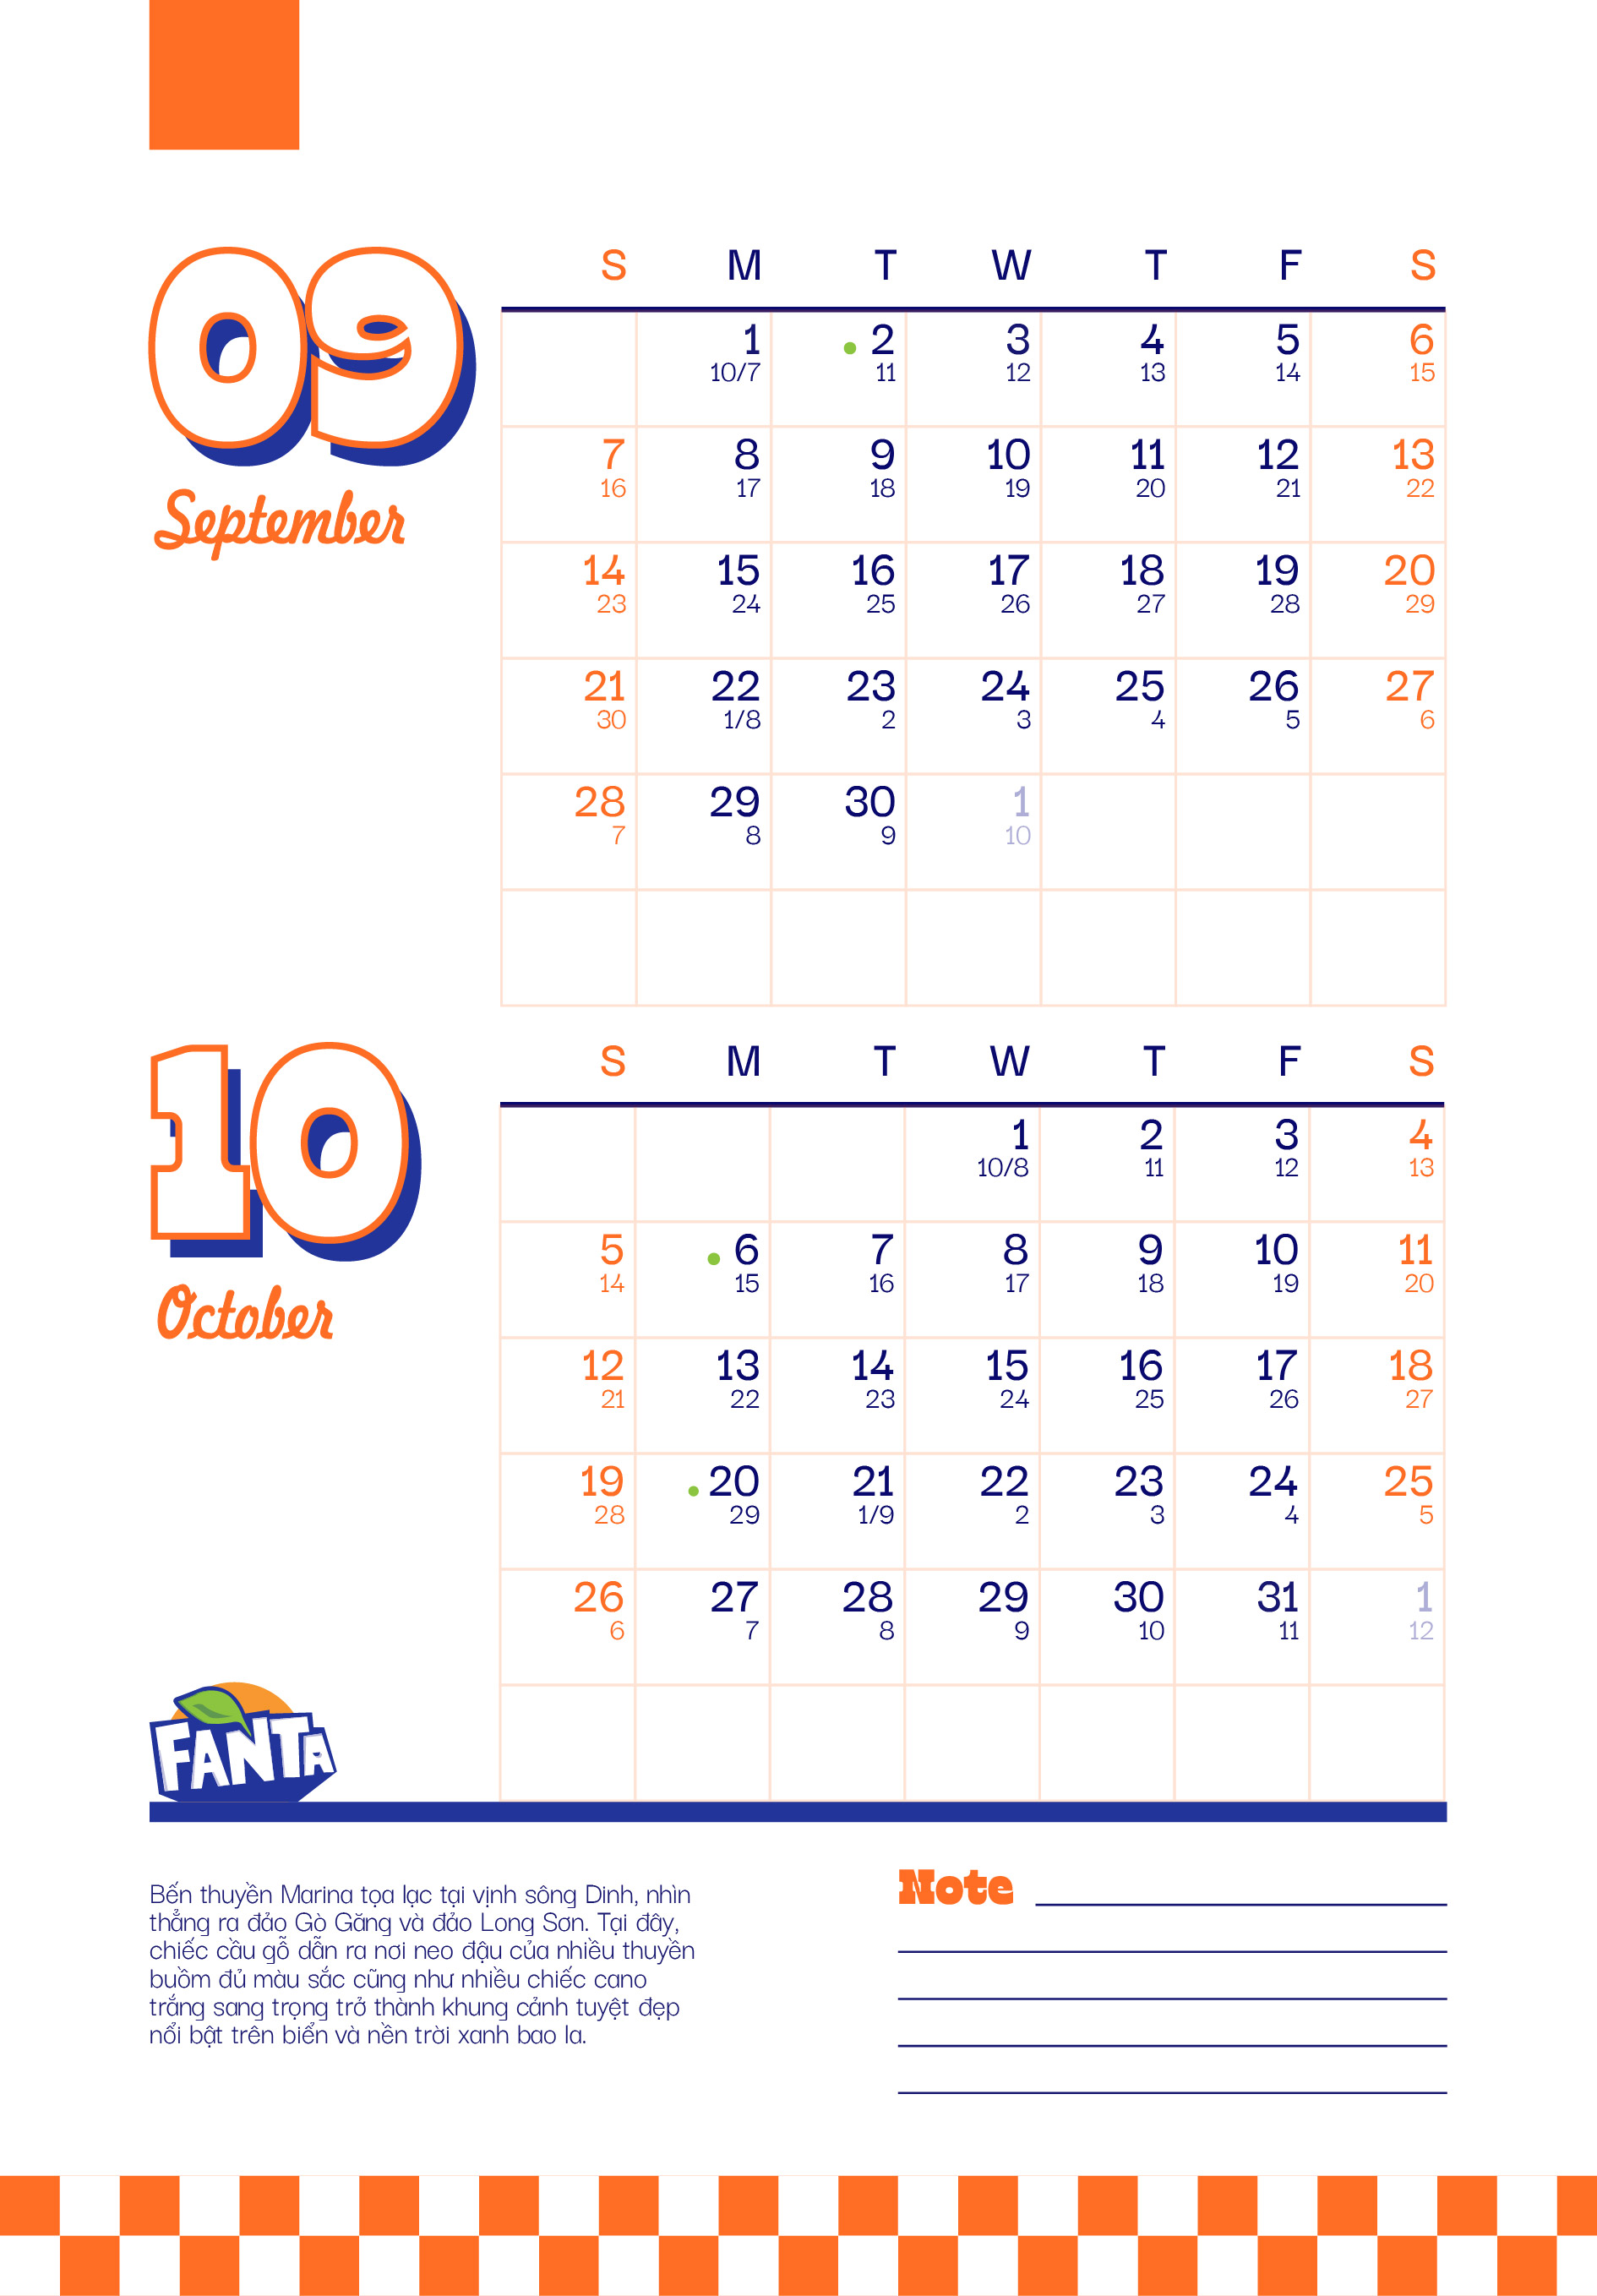 09
September
S M T W T F S
1 2 3 4 5 6
10/7 11 12 13 14 15
7 8 9 10 11 12 13
16 17 18 19 20 21 22
14 15 16 17 18 19 20
23 24 25 26 27 28 29
21 22 23 24 25 26 27
30 1/8 2 3 4 5 6
28 29 30 1
7 8 9 10
10
October
S M T W T F S
1 2 3 4
10/8 11 12 13
5 6 7 8 9 10 11
14 15 16 17 18 19 20
12 13 14 15 16 17 18
21 22 23 24 25 26 27
19 20 21 22 23 24 25
28 29 1/9 2 3 4 5
26 27 28 29 30 31 1
6 7 8 9 10 11 12
FANTA
Bến thuyền Marina tọa lạc tại vịnh sông Dinh, nhìn
thẳng ra đảo Gò Găng và đảo Long Sơn. Tại đây,
chiếc cầu gỗ dẫn ra nơi neo đậu của nhiều thuyền
buồm đủ màu sắc cũng như nhiều chiếc cano
trắng sang trọng trở thành khung cảnh tuyệt đẹp
nổi bật trên biển và nền trời xanh bao la.
Note